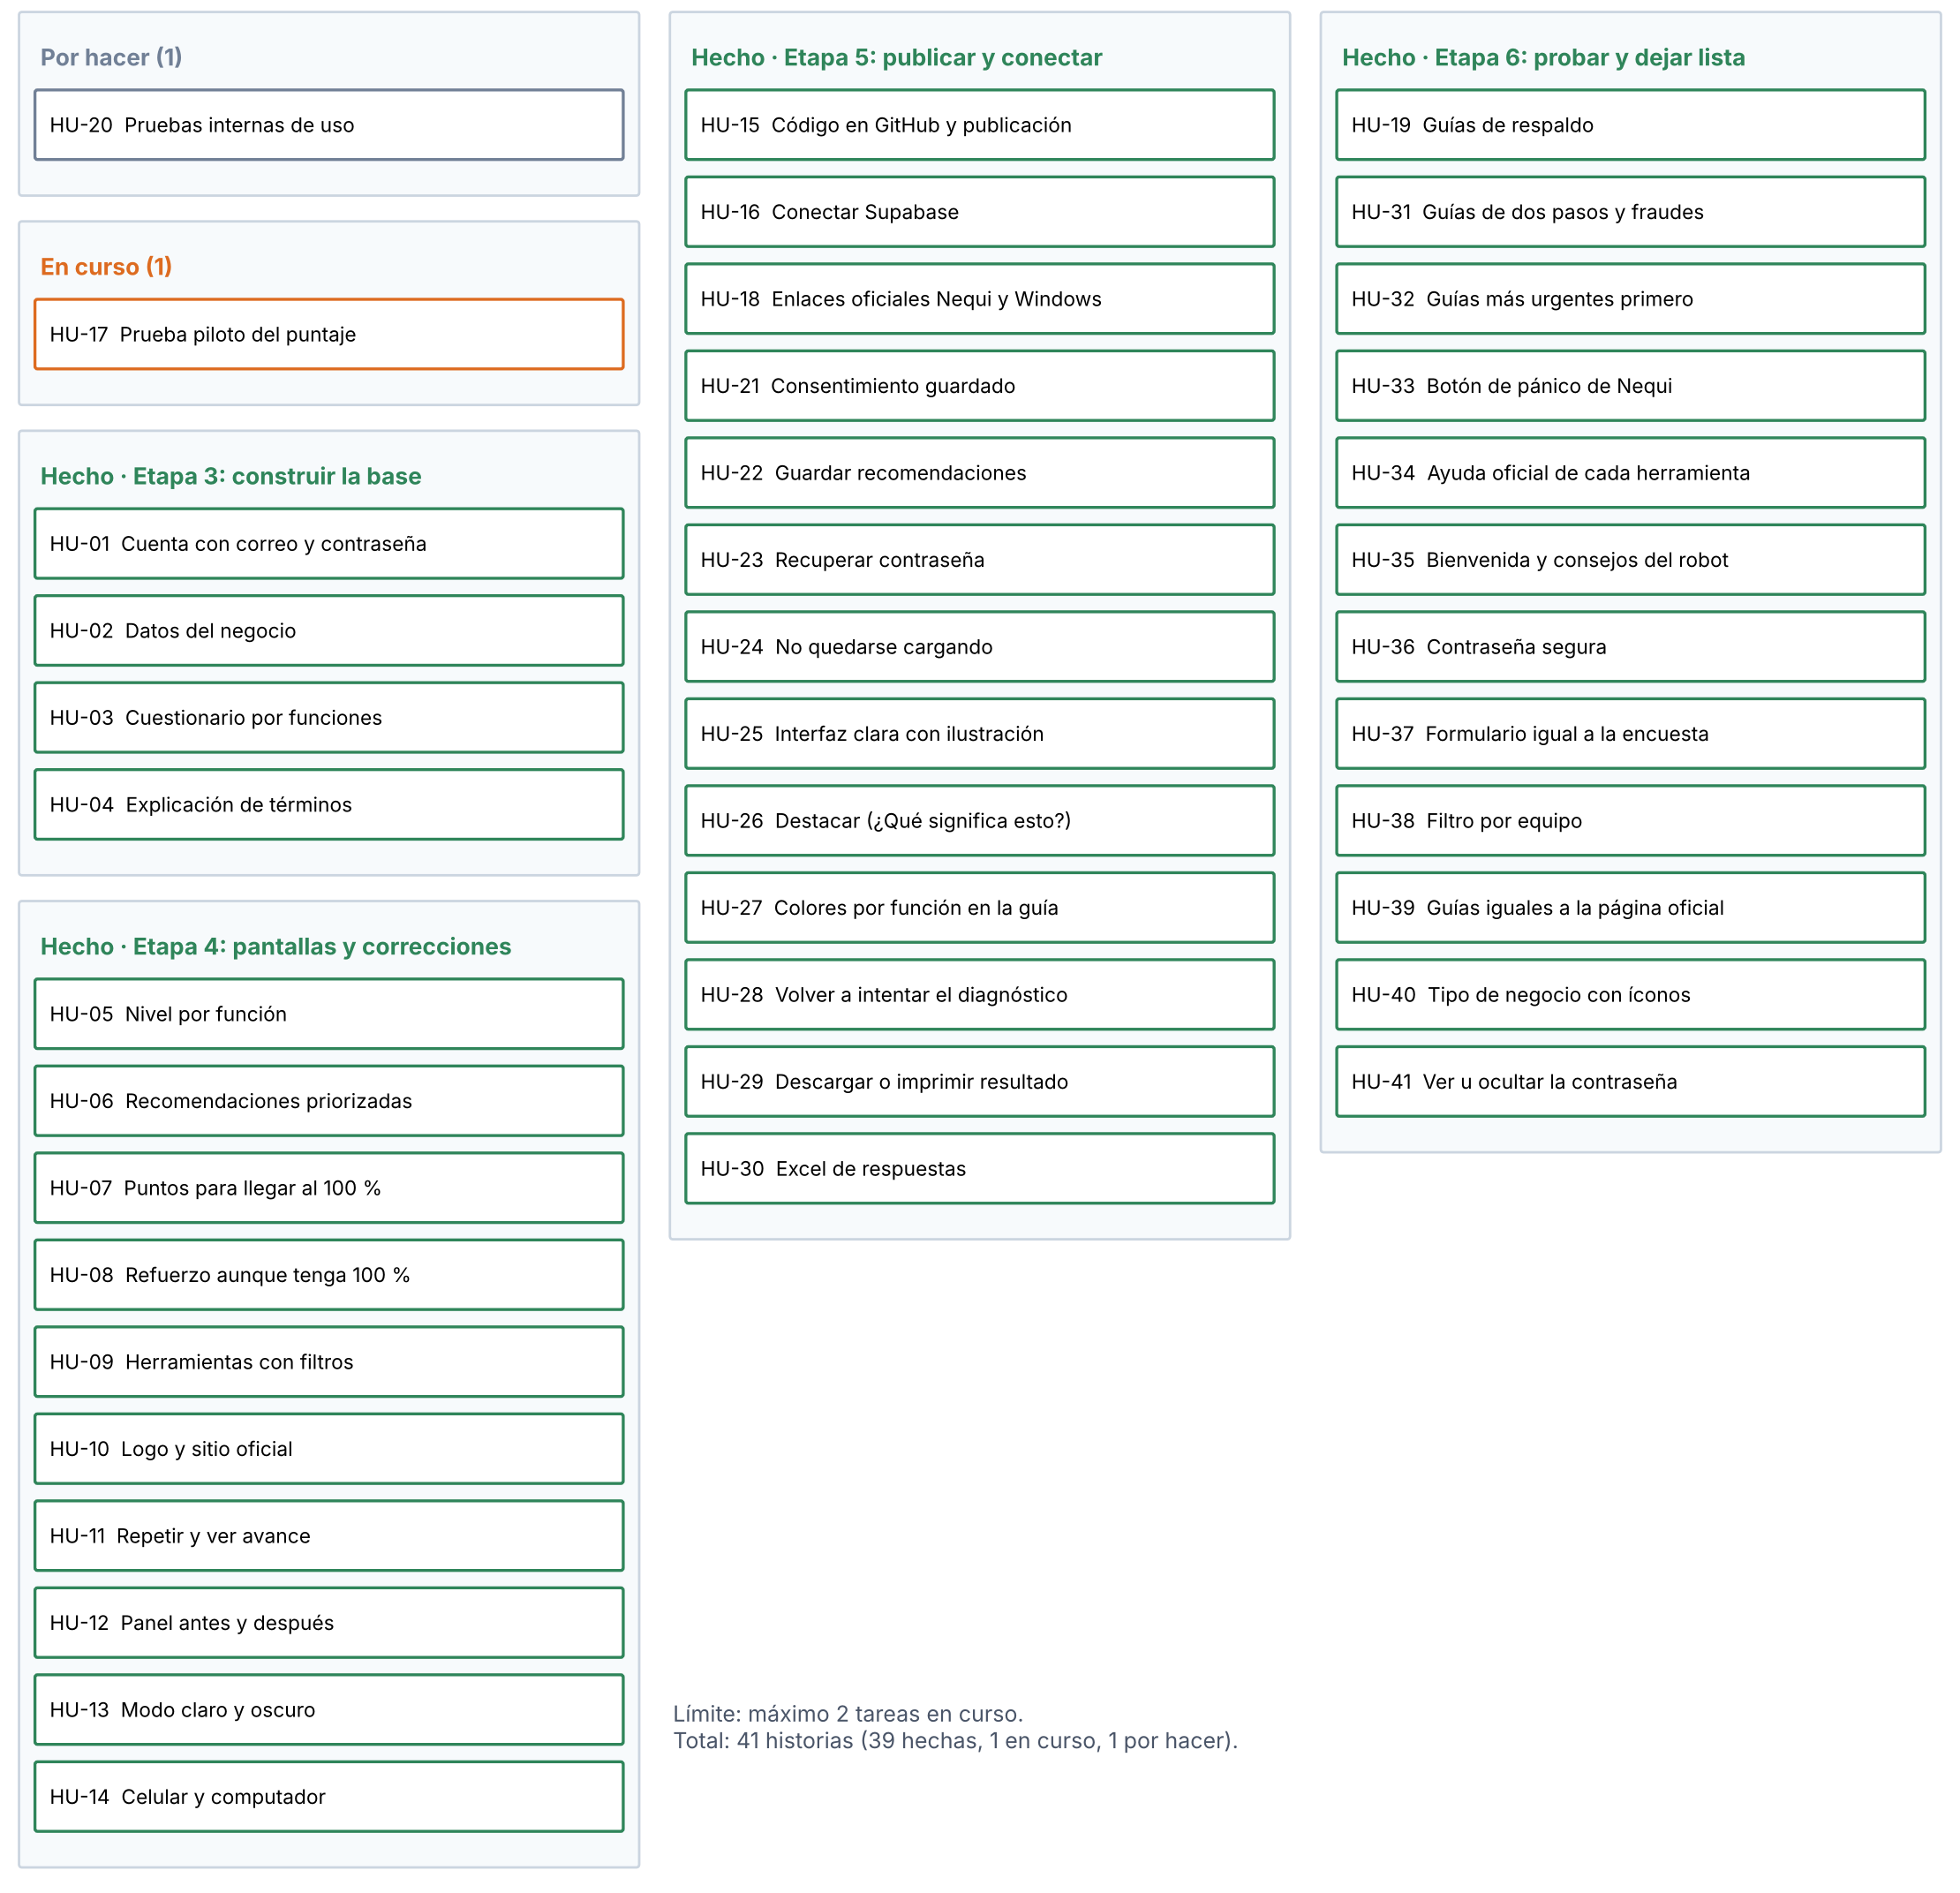 Por hacer (1)
HU-20 Pruebas internas de uso
En curso (1)
HU-17 Prueba piloto del puntaje
Hecho · Etapa 3: construir la base
HU-01 Cuenta con correo y contraseña
HU-02 Datos del negocio
HU-03 Cuestionario por funciones
HU-04 Explicación de términos
Hecho · Etapa 4: pantallas y correcciones
HU-05 Nivel por función
HU-06 Recomendaciones priorizadas
HU-07 Puntos para llegar al 100 %
HU-08 Refuerzo aunque tenga 100 %
HU-09 Herramientas con filtros
HU-10 Logo y sitio oficial
HU-11 Repetir y ver avance
HU-12 Panel antes y después
HU-13 Modo claro y oscuro
HU-14 Celular y computador
Hecho · Etapa 5: publicar y conectar
HU-15 Código en GitHub y publicación
HU-16 Conectar Supabase
HU-18 Enlaces oficiales Nequi y Windows
HU-21 Consentimiento guardado
HU-22 Guardar recomendaciones
HU-23 Recuperar contraseña
HU-24 No quedarse cargando
HU-25 Interfaz clara con ilustración
HU-26 Destacar (¿Qué significa esto?)
HU-27 Colores por función en la guía
HU-28 Volver a intentar el diagnóstico
HU-29 Descargar o imprimir resultado
HU-30 Excel de respuestas
Hecho · Etapa 6: probar y dejar lista
HU-19 Guías de respaldo
HU-31 Guías de dos pasos y fraudes
HU-32 Guías más urgentes primero
HU-33 Botón de pánico de Nequi
HU-34 Ayuda oficial de cada herramienta
HU-35 Bienvenida y consejos del robot
HU-36 Contraseña segura
HU-37 Formulario igual a la encuesta
HU-38 Filtro por equipo
HU-39 Guías iguales a la página oficial
HU-40 Tipo de negocio con íconos
HU-41 Ver u ocultar la contraseña
Límite: máximo 2 tareas en curso.
Total: 41 historias (39 hechas, 1 en curso, 1 por hacer).